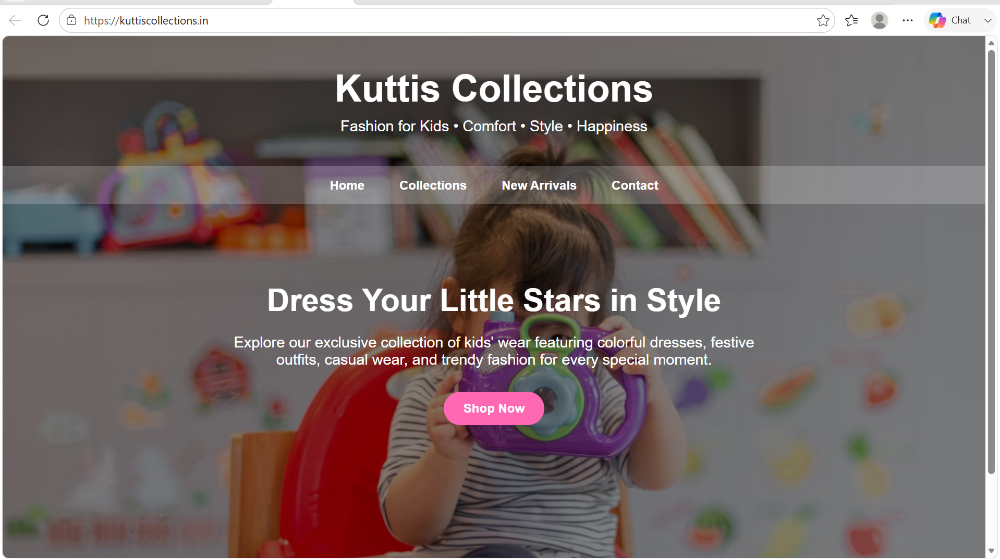 https://kuttiscollections.in
Chat
Kuttis Collections
Fashion for Kids • Comfort • Style • Happiness
Home Collections New Arrivals Contact
Dress Your Little Stars in Style
Explore our exclusive collection of kids' wear featuring colorful dresses, festive
outfits, casual wear, and trendy fashion for every special moment.
Shop Now